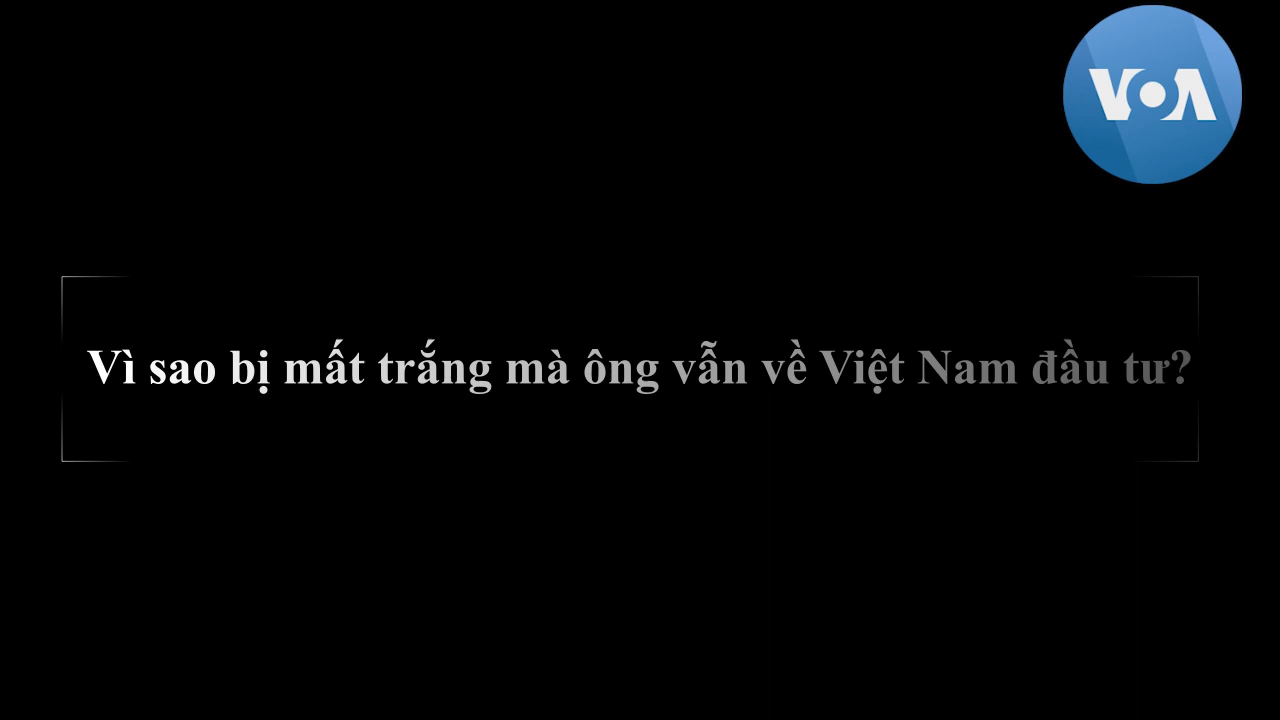 VOA
Vì sao bị mất trắng mà ông vẫn về Việt Nam đầu tư?